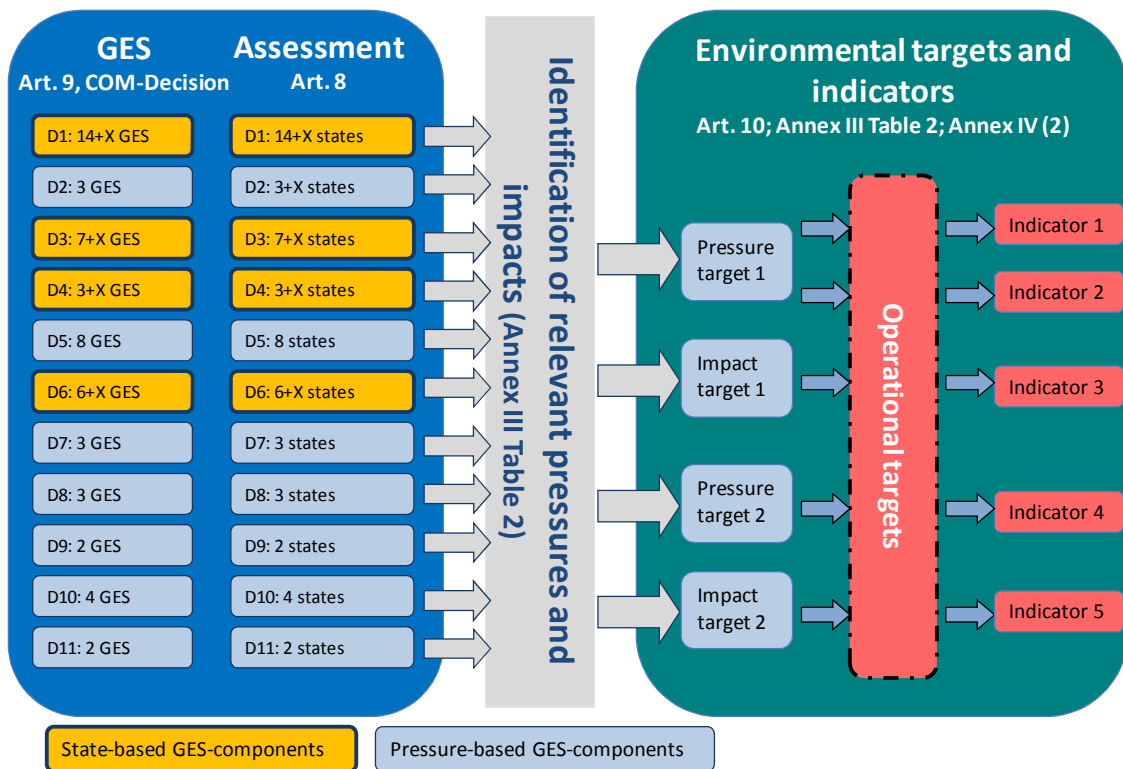 GES
Art. 9, COM-Decision
Assessment
Art. 8
D1: 14+X GES
D1: 14+X states
D2: 3 GES
D2: 3+X states
D3: 7+X GES
D3: 7+X states
D4: 3+X GES
D4: 3+X states
D5: 8 GES
D5: 8 states
D6: 6+X GES
D6: 6+X states
D7: 3 GES
D7: 3 states
D8: 3 GES
D8: 3 states
D9: 2 GES
D9: 2 states
D10: 4 GES
D10: 4 states
D11: 2 GES
D11: 2 states
Identification of relevant pressures and
impacts (Annex III Table 2)
Environmental targets and
indicators
Art. 10; Annex III Table 2; Annex IV (2)
Pressure
target 1
Impact
target 1
Pressure
target 2
Impact
target 2
Operational targets
Indicator 1
Indicator 2
Indicator 3
Indicator 4
Indicator 5
State-based GES-components
Pressure-based GES-components